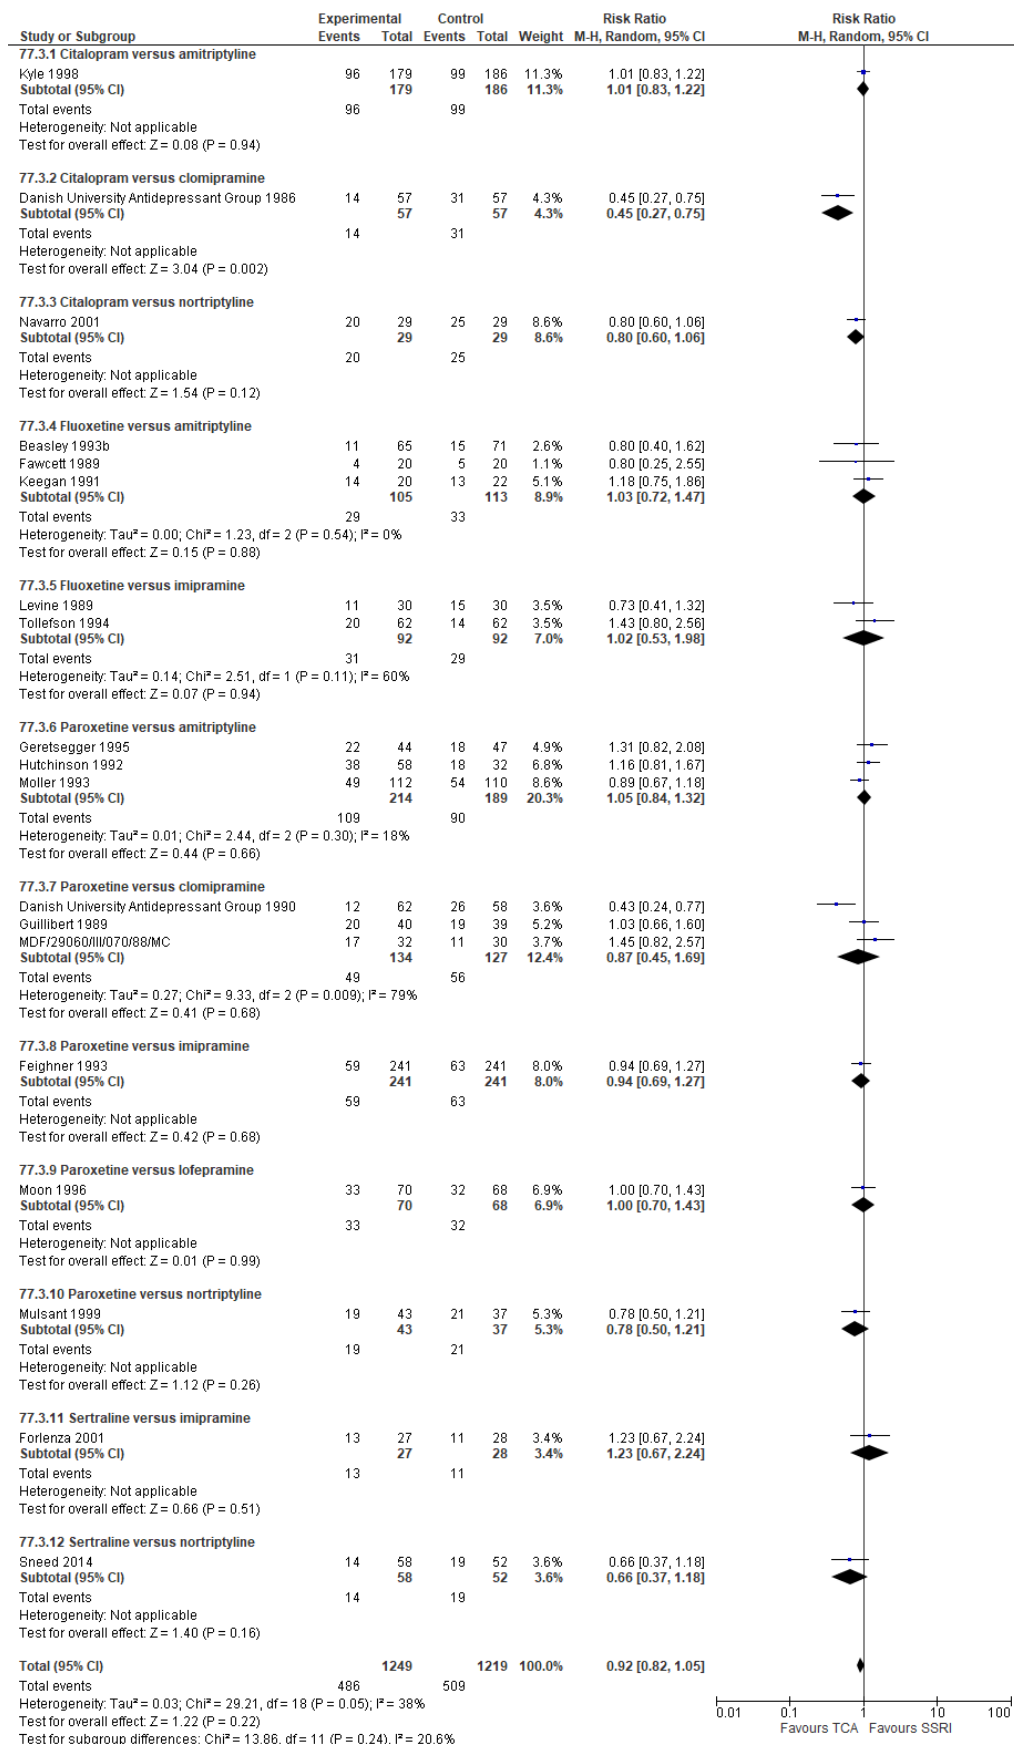 Experimental Control Risk Ratio Risk Ratio
Study or Subgroup Events Total Events Total Weight M-H, Random, 95% CI M-H, Random, 95% CI
77.3.1 Citalopram versus amitriptyline
Kyle 1998 96 179 99 186 11.3% 1.01 [0.83, 1.22]
Subtotal (95% CI) 179 186 11.3% 1.01 [0.83, 1.22]
Total events 96 99
Heterogeneity: Not applicable
Test for overall effect: Z = 0.08 (P = 0.94)
77.3.2 Citalopram versus clomipramine
Danish University Antidepressant Group 1986 14 57 31 57 4.3% 0.45 [0.27, 0.75]
Subtotal (95% CI) 57 57 4.3% 0.45 [0.27, 0.75]
Total events 14 31
Heterogeneity: Not applicable
Test for overall effect: Z = 3.04 (P = 0.002)
77.3.3 Citalopram versus nortriptyline
Navarro 2001 20 29 25 29 8.6% 0.80 [0.60, 1.06]
Subtotal (95% CI) 29 29 8.6% 0.80 [0.60, 1.06]
Total events 20 25
Heterogeneity: Not applicable
Test for overall effect: Z = 1.54 (P = 0.12)
77.3.4 Fluoxetine versus amitriptyline
Beasley 1993b 11 65 15 71 2.6% 0.80 [0.40, 1.62]
Fawcett 1989 4 20 5 20 1.1% 0.80 [0.25, 2.55]
Keegan 1991 14 20 13 22 5.1% 1.18 [0.75, 1.86]
Subtotal (95% CI) 105 113 8.9% 1.03 [0.72, 1.47]
Total events 29 33
Heterogeneity: Tau² = 0.00; Chi² = 1.23, df = 2 (P = 0.54); I² = 0%
Test for overall effect: Z = 0.15 (P = 0.88)
77.3.5 Fluoxetine versus imipramine
Levine 1989 11 30 15 30 3.5% 0.73 [0.41, 1.32]
Tollefson 1994 20 62 14 62 3.5% 1.43 [0.80, 2.56]
Subtotal (95% CI) 92 92 7.0% 1.02 [0.53, 1.98]
Total events 31 29
Heterogeneity: Tau² = 0.14; Chi² = 2.51, df = 1 (P = 0.11); I² = 60%
Test for overall effect: Z = 0.07 (P = 0.94)
77.3.6 Paroxetine versus amitriptyline
Geretsegger 1995 22 44 18 47 4.9% 1.31 [0.82, 2.08]
Hutchinson 1992 38 58 18 32 6.8% 1.16 [0.81, 1.67]
Moller 1993 49 112 54 110 8.6% 0.89 [0.67, 1.18]
Subtotal (95% CI) 214 189 20.3% 1.05 [0.84, 1.32]
Total events 109 90
Heterogeneity: Tau² = 0.01; Chi² = 2.44, df = 2 (P = 0.30); I² = 18%
Test for overall effect: Z = 0.44 (P = 0.66)
77.3.7 Paroxetine versus clomipramine
Danish University Antidepressant Group 1990 12 62 26 58 3.6% 0.43 [0.24, 0.77]
Guillibert 1989 20 40 19 39 5.2% 1.03 [0.66, 1.60]
MDF/29060/III/070/88/MC 17 32 11 30 3.7% 1.45 [0.82, 2.57]
Subtotal (95% CI) 134 127 12.4% 0.87 [0.45, 1.69]
Total events 49 56
Heterogeneity: Tau² = 0.27; Chi² = 9.33, df = 2 (P = 0.009); I² = 79%
Test for overall effect: Z = 0.41 (P = 0.68)
77.3.8 Paroxetine versus imipramine
Feighner 1993 59 241 63 241 8.0% 0.94 [0.69, 1.27]
Subtotal (95% CI) 241 241 8.0% 0.94 [0.69, 1.27]
Total events 59 63
Heterogeneity: Not applicable
Test for overall effect: Z = 0.42 (P = 0.68)
77.3.9 Paroxetine versus lofepramine
Moon 1996 33 70 32 68 6.9% 1.00 [0.70, 1.43]
Subtotal (95% CI) 70 68 6.9% 1.00 [0.70, 1.43]
Total events 33 32
Heterogeneity: Not applicable
Test for overall effect: Z = 0.01 (P = 0.99)
77.3.10 Paroxetine versus nortriptyline
Mulsant 1999 19 43 21 37 5.3% 0.78 [0.50, 1.21]
Subtotal (95% CI) 43 37 5.3% 0.78 [0.50, 1.21]
Total events 19 21
Heterogeneity: Not applicable
Test for overall effect: Z = 1.12 (P = 0.26)
77.3.11 Sertraline versus imipramine
Forlenza 2001 13 27 11 28 3.4% 1.23 [0.67, 2.24]
Subtotal (95% CI) 27 28 3.4% 1.23 [0.67, 2.24]
Total events 13 11
Heterogeneity: Not applicable
Test for overall effect: Z = 0.66 (P = 0.51)
77.3.12 Sertraline versus nortriptyline
Sneed 2014 14 58 19 52 3.6% 0.66 [0.37, 1.18]
Subtotal (95% CI) 58 52 3.6% 0.66 [0.37, 1.18]
Total events 14 19
Heterogeneity: Not applicable
Test for overall effect: Z = 1.40 (P = 0.16)
Total (95% CI) 1249 1219 100.0% 0.92 [0.82, 1.05]
Total events 486 509
Heterogeneity: Tau² = 0.03; Chi² = 29.21, df = 18 (P = 0.05); I² = 38%
Test for overall effect: Z = 1.22 (P = 0.22)
Test for subgroup differences: Chi² = 13.86, df = 11 (P = 0.24), I² = 20.6%
0.01 0.1 1 10 100
Favours TCA Favours SSRI